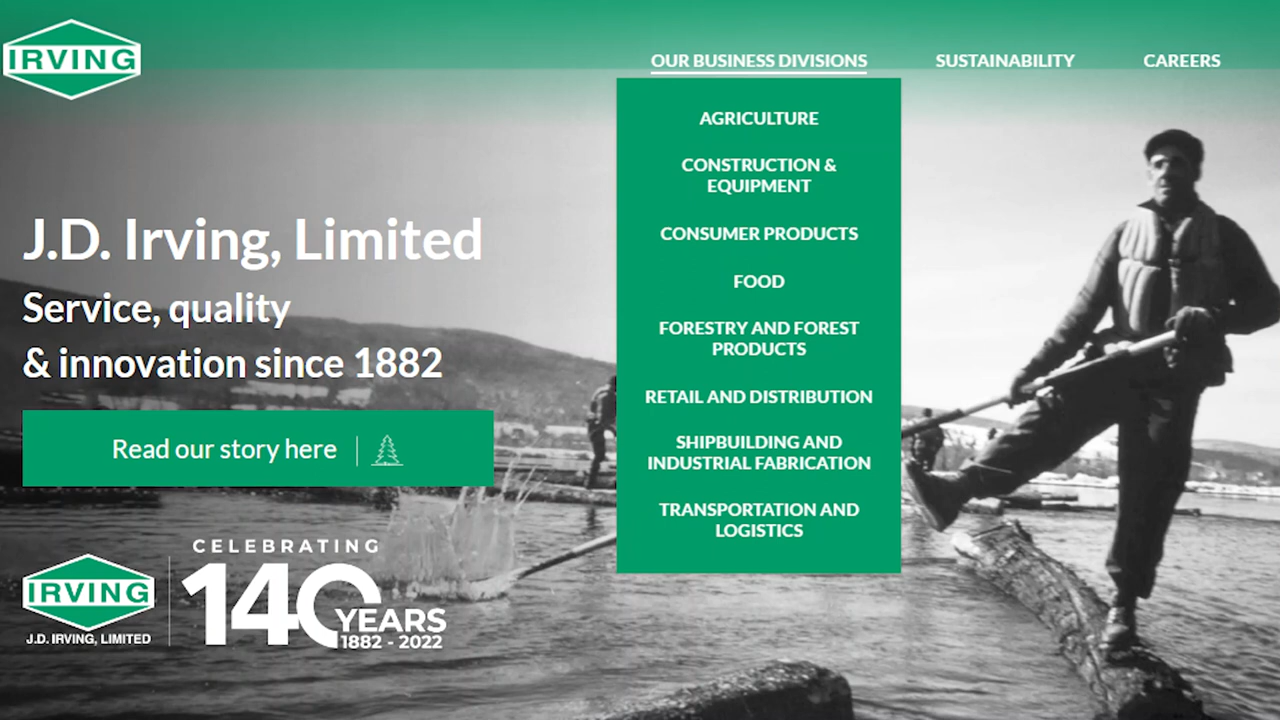 IRVING
OUR BUSINESS DIVISIONS
SUSTAINABILITY
CAREERS
AGRICULTURE
CONSTRUCTION &
EQUIPMENT
CONSUMER PRODUCTS
FOOD
FORESTRY AND FOREST
PRODUCTS
RETAIL AND DISTRIBUTION
SHIPBUILDING AND
INDUSTRIAL FABRICATION
TRANSPORTATION AND
LOGISTICS
J.D. Irving, Limited
Service, quality
& innovation since 1882
Read our story here
IRVING
J.D. IRVING, LIMITED
CELEBRATING
140
YEARS
1882 - 2022